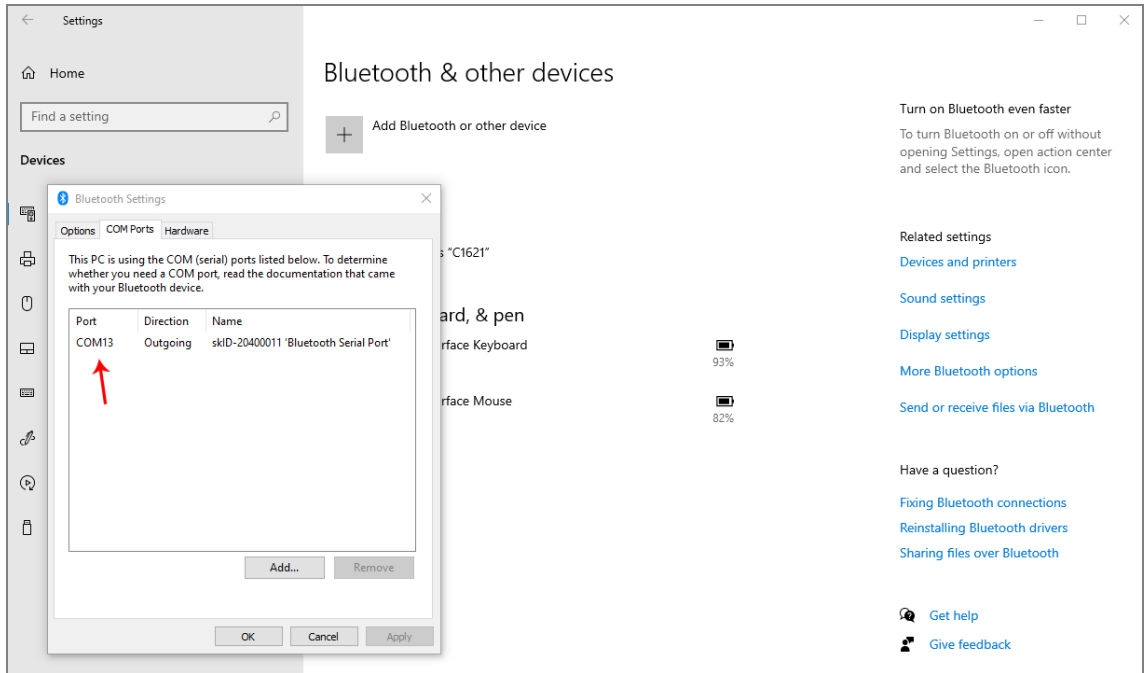 Settings
Home
Find a setting
Devices
Bluetooth & other devices
Add Bluetooth or other device
"C1621"
ard, & pen
rface Keyboard
93%
rface Mouse
82%
Bluetooth Settings
Options COM Ports Hardware
This PC is using the COM (serial) ports listed below. To determine
whether you need a COM port, read the documentation that came
with your Bluetooth device.
Port Direction Name
COM13 Outgoing skID-20400011 'Bluetooth Serial Port'
Add... Remove
OK Cancel Apply
Turn on Bluetooth even faster
To turn Bluetooth on or off without
opening Settings, open action center
and select the Bluetooth icon.
Related settings
Devices and printers
Sound settings
Display settings
More Bluetooth options
Send or receive files via Bluetooth
Have a question?
Fixing Bluetooth connections
Reinstalling Bluetooth drivers
Sharing files over Bluetooth
Get help
Give feedback